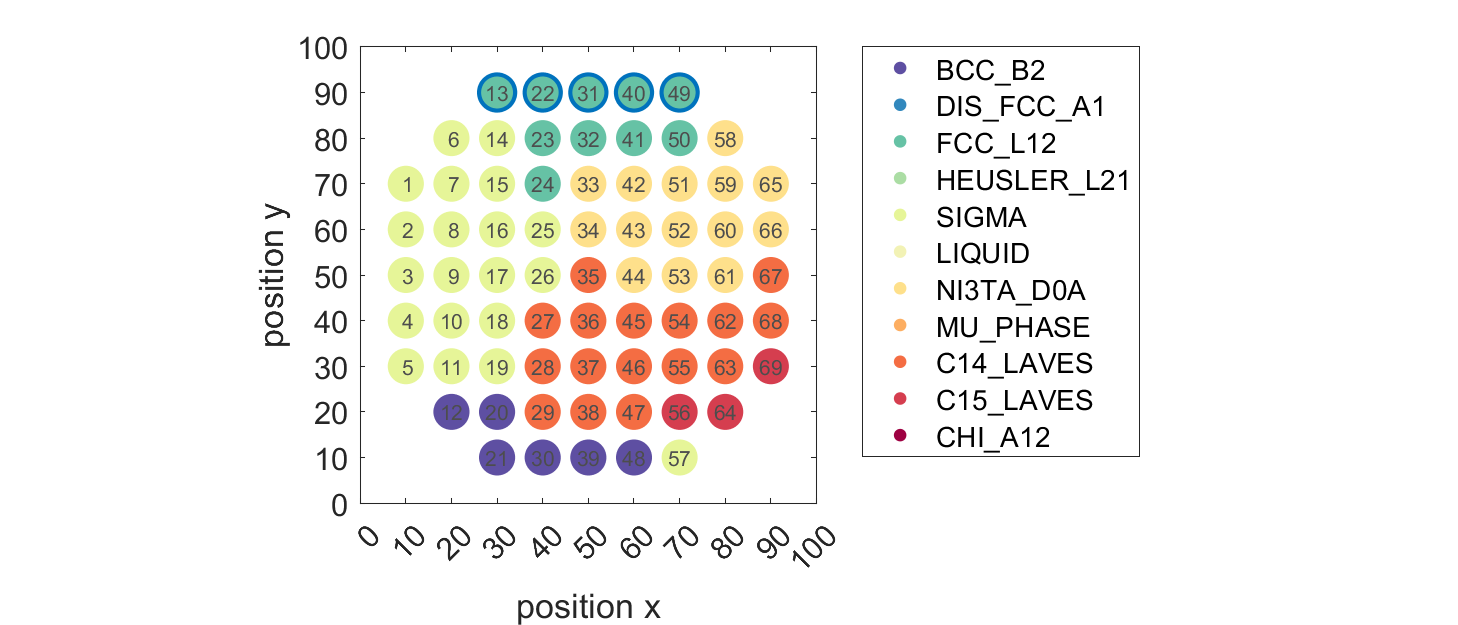 100
90
80
70
60
50
40
30
20
10
0
position y
13 22 31 40 49
6 14 23 32 41 50 58
1 7 15 24 33 42 51 59 65
2 8 16 25 34 43 52 60 66
3 9 17 26 35 44 53 61 67
4 10 18 27 36 45 54 62 68
5 11 19 28 37 46 55 63 69
12 20 29 38 47 56 64
21 30 39 48 57
0 10 20 30 40 50 60 70 80 90 100
position x
BCC_B2
DIS_FCC_A1
FCC_L12
HEUSLER_L21
SIGMA
LIQUID
NI3TA_D0A
MU_PHASE
C14_LAVES
C15_LAVES
CHI_A12